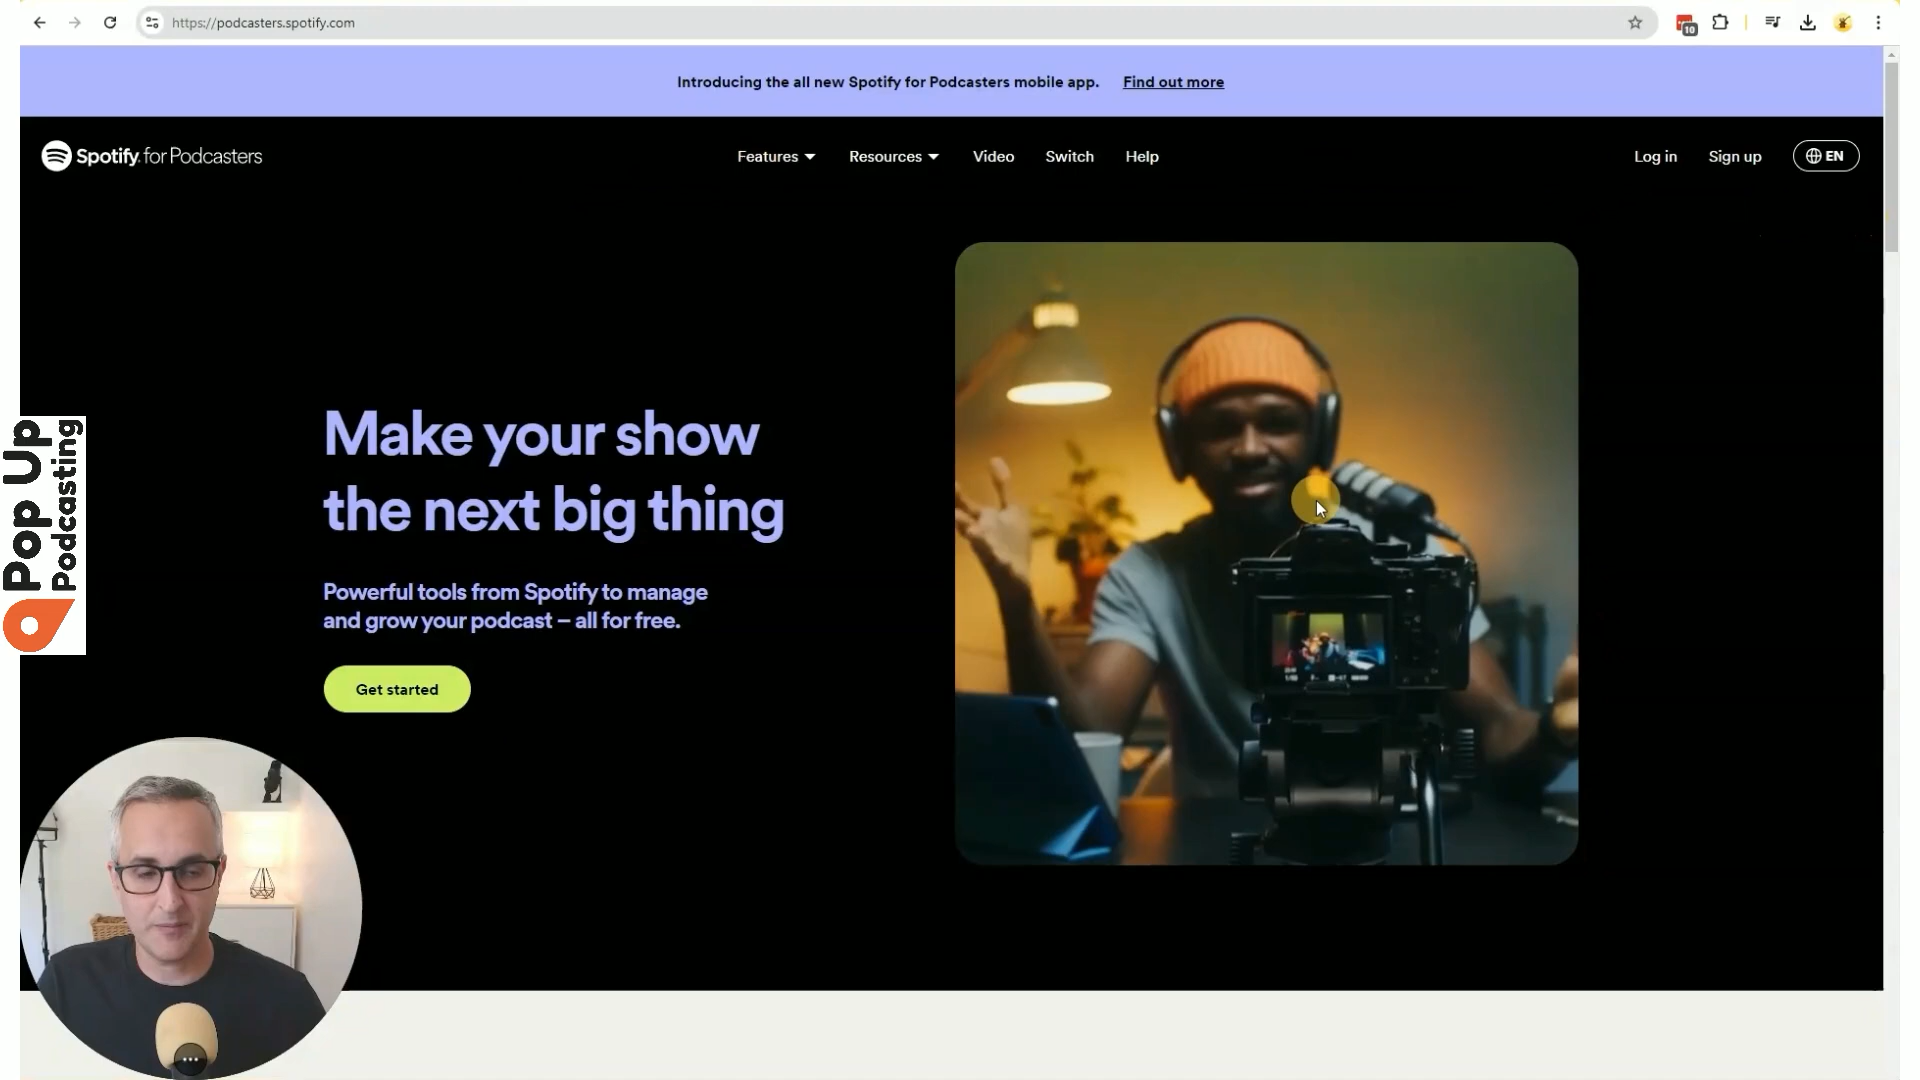 https://podcasters.spotify.com
10
Introducing the all new Spotify for Podcasters mobile app. Find out more
Spotify for Podcasters
Features Resources Video Switch Help
Log in Sign up EN
Make your show
the next big thing
Powerful tools from Spotify to manage
and grow your podcast – all for free.
Get started
Pop Up
Podcasting